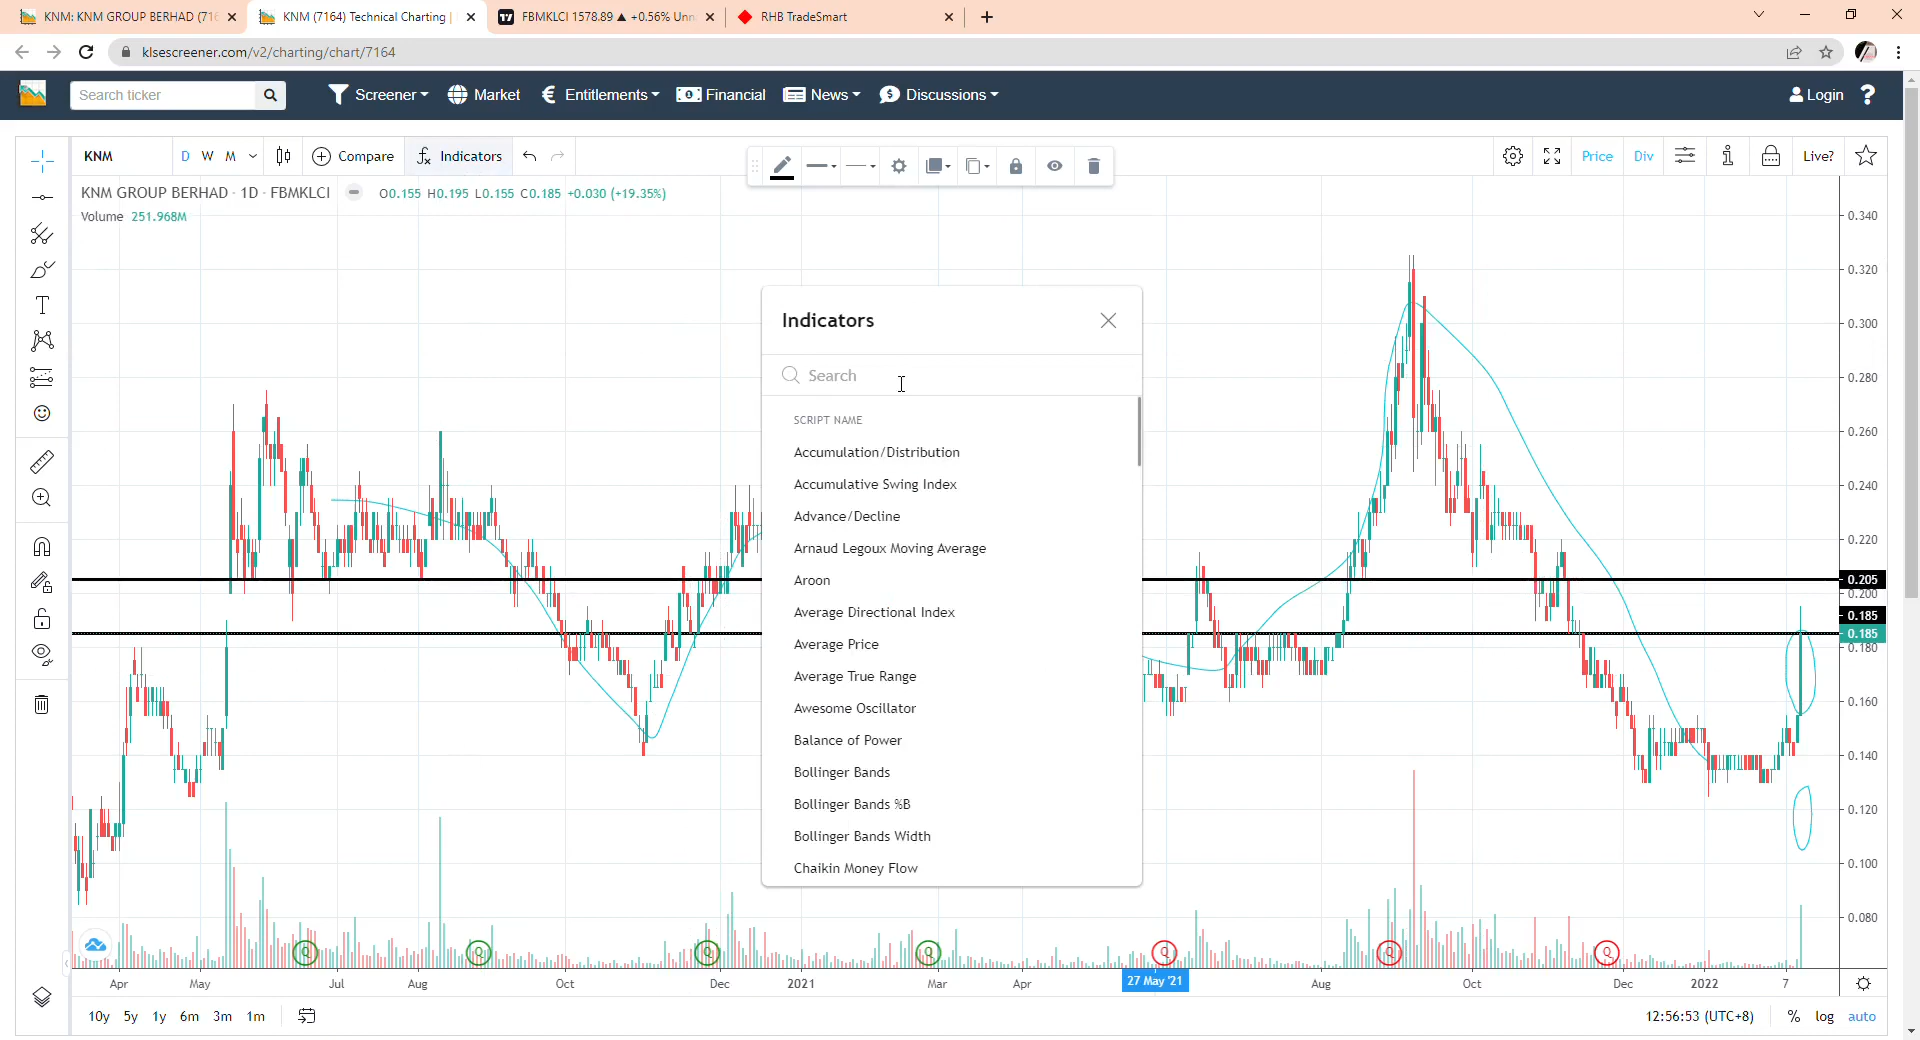 KNM: KNM GROUP BERHAD (716
KNM (7164) Technical Charting |
FBMKLCI 1578.89 ▲ +0.56% Unn
RHB TradeSmart
klsescreener.com/v2/charting/chart/7164
Search ticker
Screener
Market
€ Entitlements
Financial
News
Discussions
Login ?
KNM
D W M
Compare
Indicators
Price
Div
Live?
KNM GROUP BERHAD · 1D · FBMKLCI
O0.155 H0.195 L0.155 C0.185 +0.030 (+19.35%)
Volume 251.968M
Indicators
Search
SCRIPT NAME
Accumulation/Distribution
Accumulative Swing Index
Advance/Decline
Arnaud Legoux Moving Average
Aroon
Average Directional Index
Average Price
Average True Range
Awesome Oscillator
Balance of Power
Bollinger Bands
Bollinger Bands %B
Bollinger Bands Width
Chaikin Money Flow
0.340
0.320
0.300
0.280
0.260
0.240
0.220
0.205
0.200
0.185
0.185
0.180
0.160
0.140
0.120
0.100
0.080
Q Q Q Q Q Q Q
Apr May Jul Aug Oct Dec 2021 Mar Apr 27 May '21 Aug Oct Dec 2022 7
10y 5y 1y 6m 3m 1m
12:56:53 (UTC+8)
% log auto